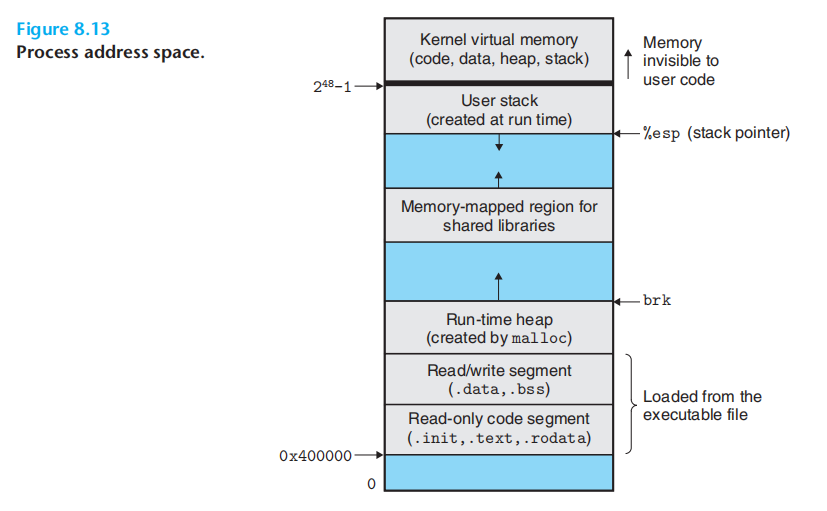 Figure 8.13
Process address space.
Kernel virtual memory
(code, data, heap, stack)
Memory
invisible to
user code
2⁴⁸−1
User stack
(created at run time)
%esp (stack pointer)
Memory-mapped region for
shared libraries
brk
Run-time heap
(created by malloc)
Read/write segment
(.data,.bss)
Loaded from the
executable file
Read-only code segment
(.init,.text,.rodata)
0x400000
0